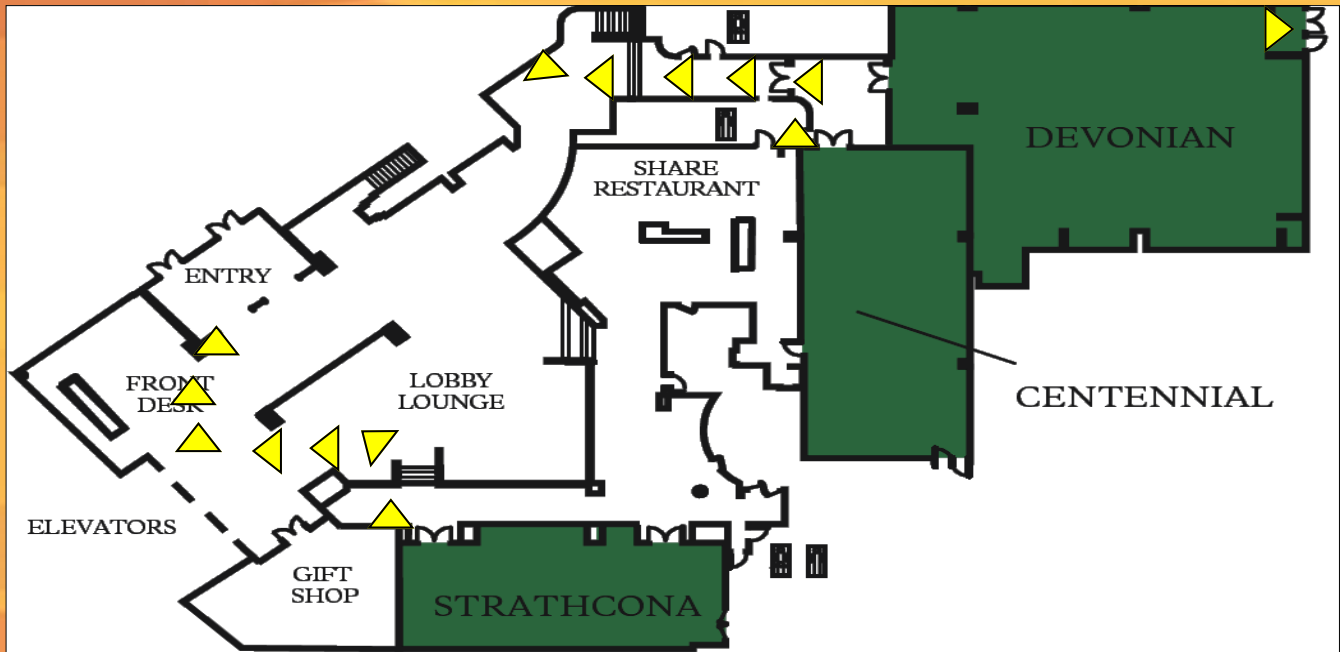 DEVONIAN
SHARE
RESTAURANT
ENTRY
FRONT
DESK
LOBBY
LOUNGE
CENTENNIAL
ELEVATORS
GIFT
SHOP
STRATHCONA